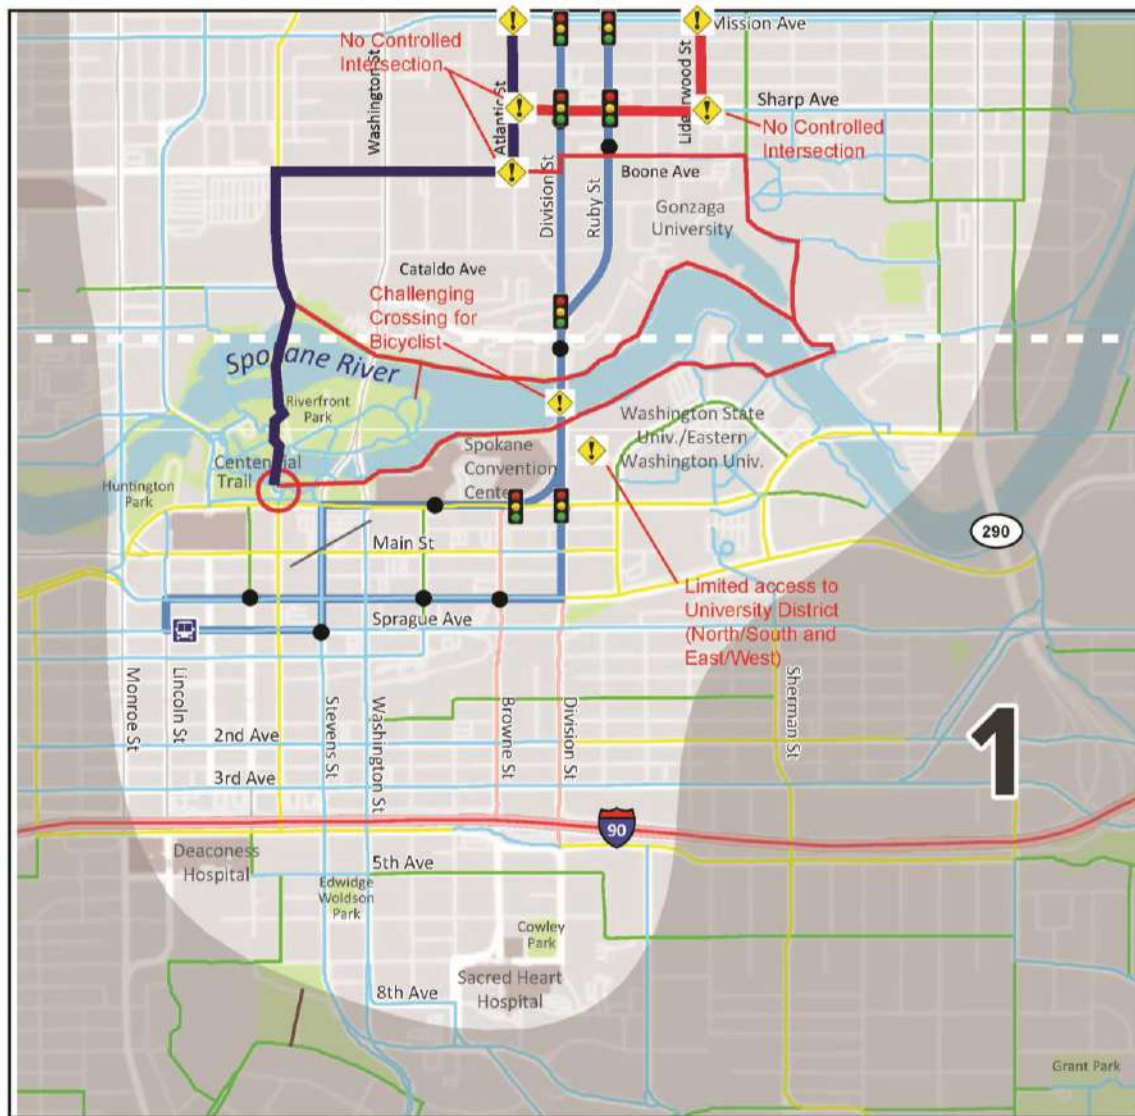 Mission Ave
No Controlled
Intersection
Washington St
Atlantic St
Liderwood St
Sharp Ave
No Controlled
Intersection
Division St
Ruby St
Boone Ave
Gonzaga
University
Cataldo Ave
Challenging
Crossing for
Bicyclist
Spokane River
Riverfront
Park
Washington State
Univ./Eastern
Washington Univ.
Spokane
Convention
Center
Centennial
Trail
Huntington
Park
290
Main St
Limited access to
University District
(North/South and
East/West)
Sprague Ave
Monroe St
Lincoln St
Stevens St
Washington St
Browne St
Division St
Sherman St
2nd Ave
3rd Ave
1
90
Deaconess
Hospital
5th Ave
Edwidge
Woldson
Park
Cowley
Park
Sacred Heart
Hospital
8th Ave
Grant Park